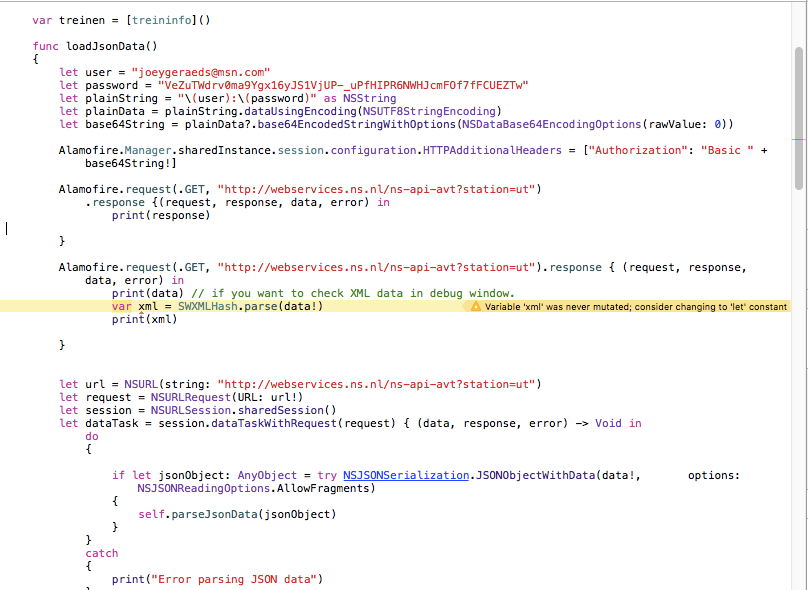 var treinen = [treininfo]()
func loadJsonData()
{
let user = "joeygeraeds@msn.com"
let password = "VeZuTWdrv0ma9Ygx16yJS1VjUP-_uPfHIPR6NWHJcmFOf7fFCUEZTw"
let plainString = "\(user):\(password)" as NSString
let plainData = plainString.dataUsingEncoding(NSUTF8StringEncoding)
let base64String = plainData?.base64EncodedStringWithOptions(NSDataBase64EncodingOptions(rawValue: 0))
Alamofire.Manager.sharedInstance.session.configuration.HTTPAdditionalHeaders = ["Authorization": "Basic " +
base64String!]
Alamofire.request(.GET, "http://webservices.ns.nl/ns-api-avt?station=ut")
.response {(request, response, data, error) in
print(response)
}
Alamofire.request(.GET, "http://webservices.ns.nl/ns-api-avt?station=ut").response { (request, response,
data, error) in
print(data) // if you want to check XML data in debug window.
var xml = SWXMLHash.parse(data!) Variable 'xml' was never mutated; consider changing to 'let' constant
print(xml)
}
let url = NSURL(string: "http://webservices.ns.nl/ns-api-avt?station=ut")
let request = NSURLRequest(URL: url!)
let session = NSURLSession.sharedSession()
let dataTask = session.dataTaskWithRequest(request) { (data, response, error) -> Void in
do
{
if let jsonObject: AnyObject = try NSJSONSerialization.JSONObjectWithData(data!, options:
NSJSONReadingOptions.AllowFragments)
{
self.parseJsonData(jsonObject)
}
}
catch
{
print("Error parsing JSON data")
}